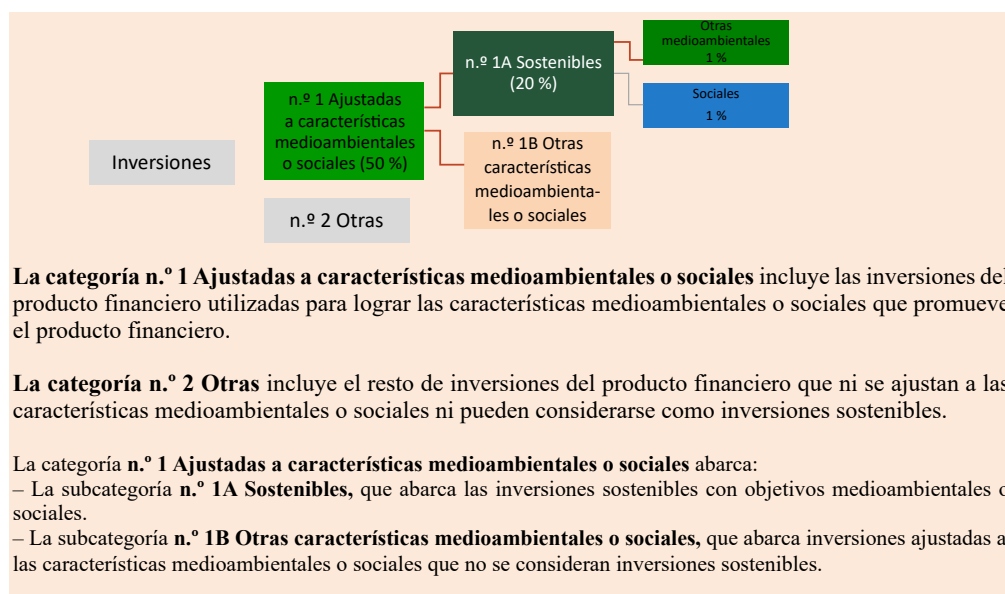 Otras
medioambientales
1 %
n.º 1A Sostenibles
(20 %)
Sociales
1 %
n.º 1 Ajustadas
a características
medioambientales
o sociales (50 %)
n.º 1B Otras
características
medioambienta-
les o sociales
Inversiones
n.º 2 Otras
La categoría n.º 1 Ajustadas a características medioambientales o sociales incluye las inversiones del
producto financiero utilizadas para lograr las características medioambientales o sociales que promueve
el producto financiero.
La categoría n.º 2 Otras incluye el resto de inversiones del producto financiero que ni se ajustan a las
características medioambientales o sociales ni pueden considerarse como inversiones sostenibles.
La categoría n.º 1 Ajustadas a características medioambientales o sociales abarca:
– La subcategoría n.º 1A Sostenibles, que abarca las inversiones sostenibles con objetivos medioambientales o
sociales.
– La subcategoría n.º 1B Otras características medioambientales o sociales, que abarca inversiones ajustadas a
las características medioambientales o sociales que no se consideran inversiones sostenibles.